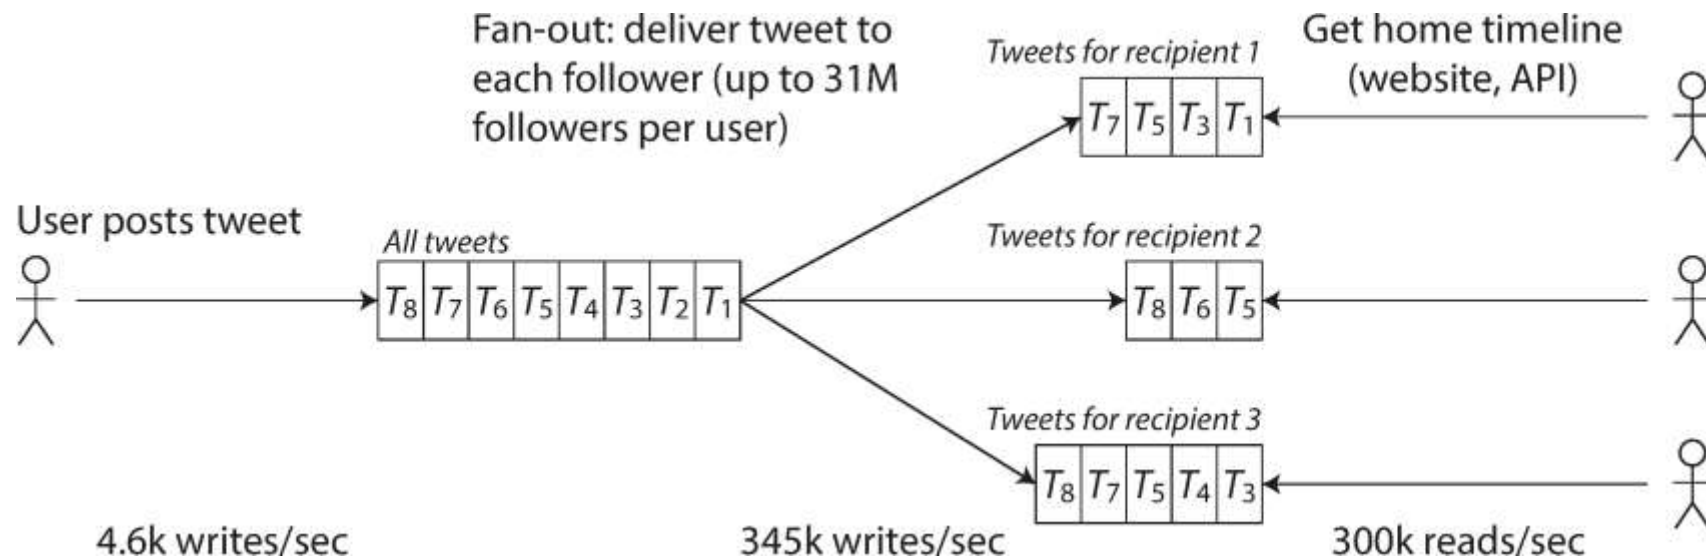 Fan-out: deliver tweet to
each follower (up to 31M
followers per user)
Tweets for recipient 1
Get home timeline
(website, API)
T₇ T₅ T₃ T₁
User posts tweet
All tweets
T₈ T₇ T₆ T₅ T₄ T₃ T₂ T₁
Tweets for recipient 2
T₈ T₆ T₅
Tweets for recipient 3
T₈ T₇ T₅ T₄ T₃
4.6k writes/sec
345k writes/sec
300k reads/sec